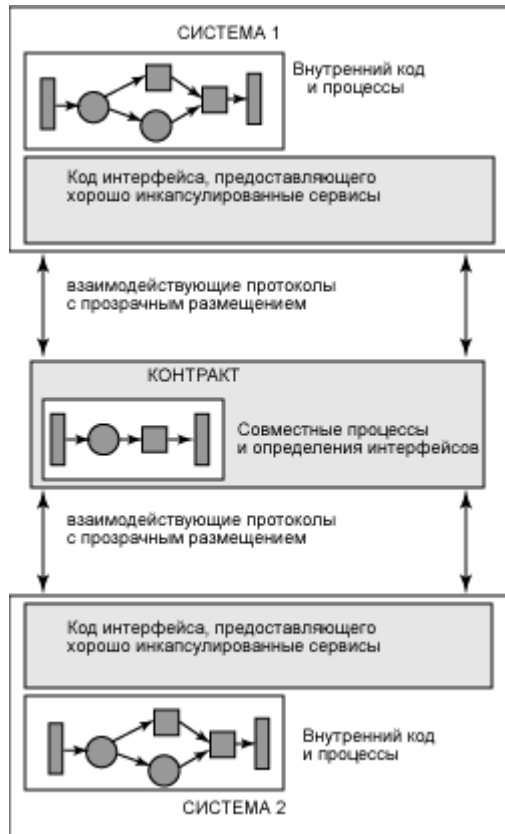 СИСТЕМА 1
Внутренний код
и процессы
Код интерфейса, предоставляющего
хорошо инкапсулированные сервисы
взаимодействующие протоколы
с прозрачным размещением
КОНТРАКТ
Совместные процессы
и определения интерфейсов
взаимодействующие протоколы
с прозрачным размещением
Код интерфейса, предоставляющего
хорошо инкапсулированные сервисы
Внутренний код
и процессы
СИСТЕМА 2